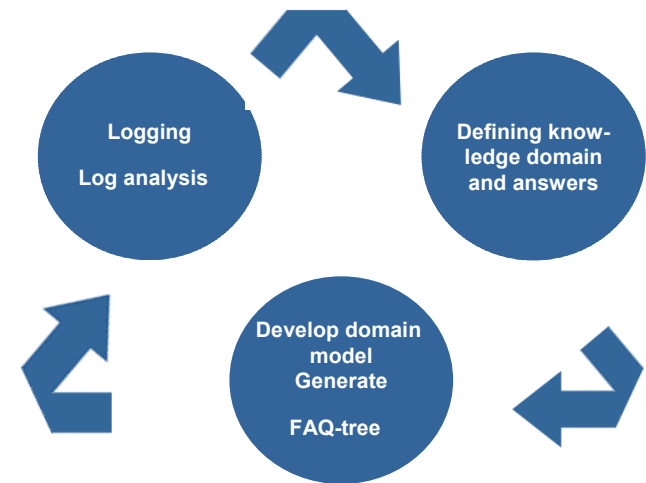 Logging
Log analysis
Defining know-
ledge domain
and answers
Develop domain
model
Generate
FAQ-tree